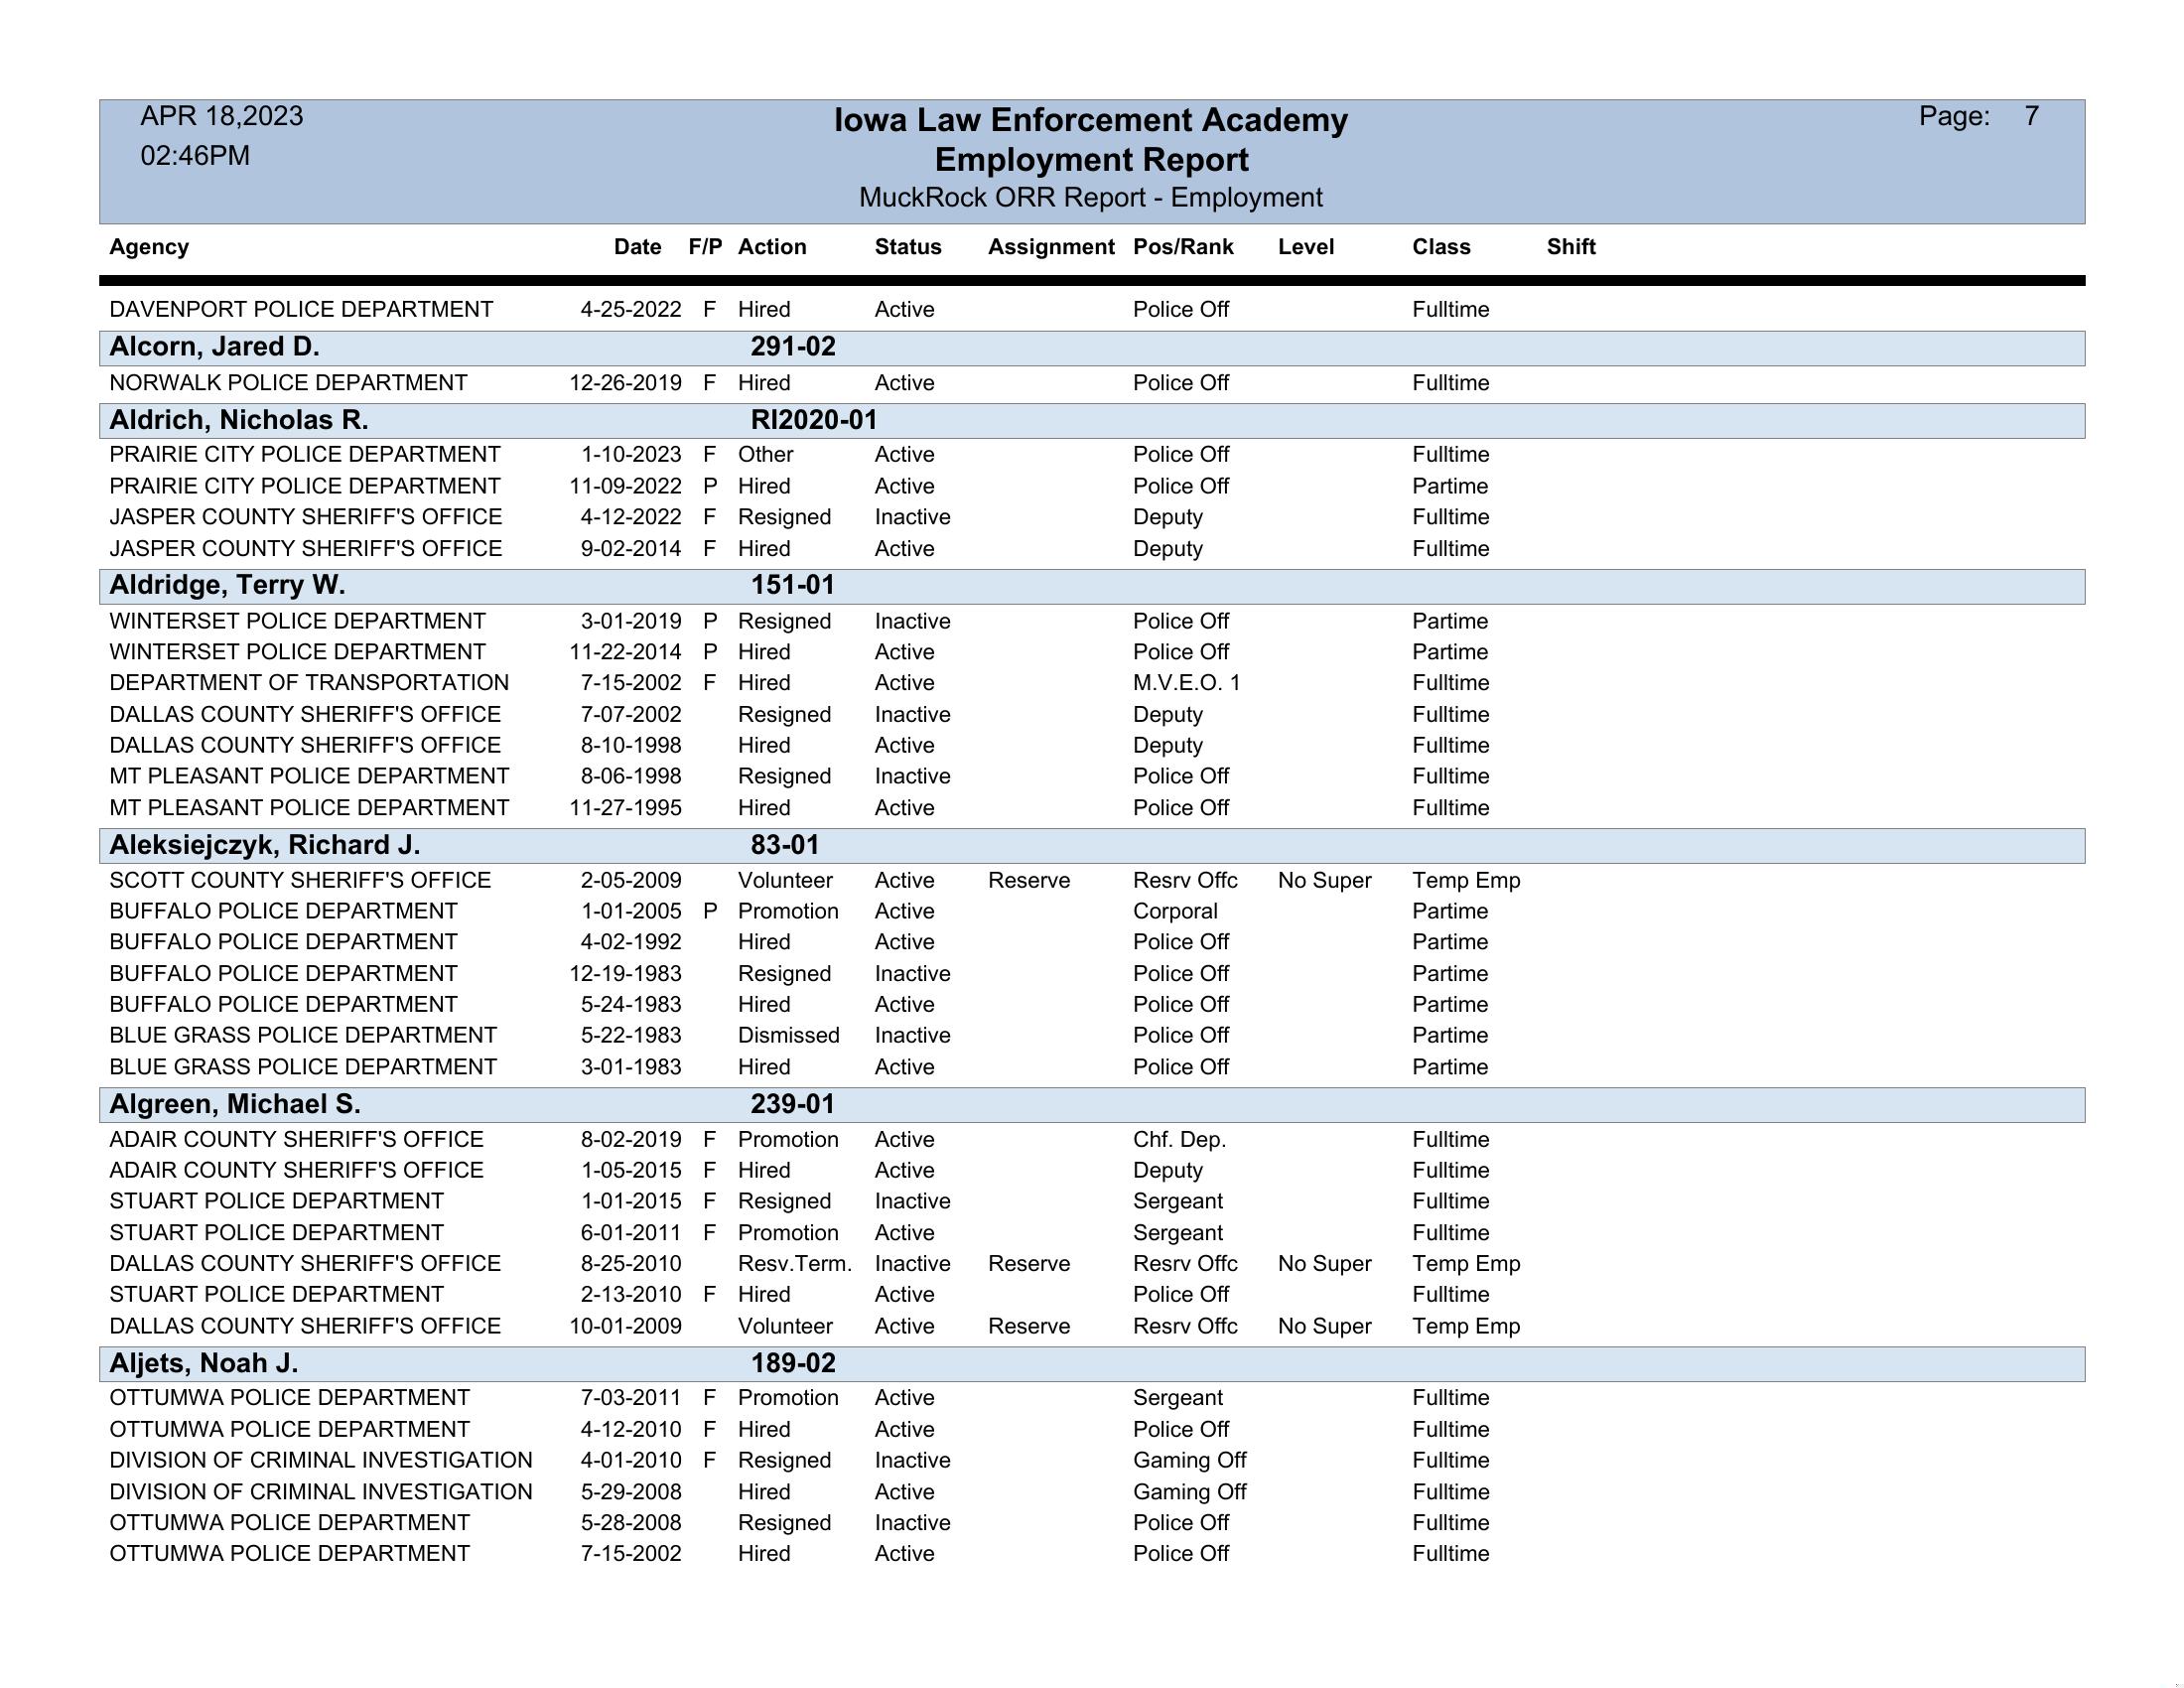 APR 18,2023 Iowa Law Enforcement Academy Page: 7
02:46PM Employment Report
MuckRock ORR Report - Employment
Agency Date F/P Action Status Assignment Pos/Rank Level Class Shift
DAVENPORT POLICE DEPARTMENT 4-25-2022 F Hired Active Police Off Fulltime
Alcorn, Jared D. 291-02
NORWALK POLICE DEPARTMENT 12-26-2019 F Hired Active Police Off Fulltime
Aldrich, Nicholas R. RI2020-01
PRAIRIE CITY POLICE DEPARTMENT 1-10-2023 F Other Active Police Off Fulltime
PRAIRIE CITY POLICE DEPARTMENT 11-09-2022 P Hired Active Police Off Partime
JASPER COUNTY SHERIFF'S OFFICE 4-12-2022 F Resigned Inactive Deputy Fulltime
JASPER COUNTY SHERIFF'S OFFICE 9-02-2014 F Hired Active Deputy Fulltime
Aldridge, Terry W. 151-01
WINTERSET POLICE DEPARTMENT 3-01-2019 P Resigned Inactive Police Off Partime
WINTERSET POLICE DEPARTMENT 11-22-2014 P Hired Active Police Off Partime
DEPARTMENT OF TRANSPORTATION 7-15-2002 F Hired Active M.V.E.O. 1 Fulltime
DALLAS COUNTY SHERIFF'S OFFICE 7-07-2002 Resigned Inactive Deputy Fulltime
DALLAS COUNTY SHERIFF'S OFFICE 8-10-1998 Hired Active Deputy Fulltime
MT PLEASANT POLICE DEPARTMENT 8-06-1998 Resigned Inactive Police Off Fulltime
MT PLEASANT POLICE DEPARTMENT 11-27-1995 Hired Active Police Off Fulltime
Aleksiejczyk, Richard J. 83-01
SCOTT COUNTY SHERIFF'S OFFICE 2-05-2009 Volunteer Active Reserve Resrv Offc No Super Temp Emp
BUFFALO POLICE DEPARTMENT 1-01-2005 P Promotion Active Corporal Partime
BUFFALO POLICE DEPARTMENT 4-02-1992 Hired Active Police Off Partime
BUFFALO POLICE DEPARTMENT 12-19-1983 Resigned Inactive Police Off Partime
BUFFALO POLICE DEPARTMENT 5-24-1983 Hired Active Police Off Partime
BLUE GRASS POLICE DEPARTMENT 5-22-1983 Dismissed Inactive Police Off Partime
BLUE GRASS POLICE DEPARTMENT 3-01-1983 Hired Active Police Off Partime
Algreen, Michael S. 239-01
ADAIR COUNTY SHERIFF'S OFFICE 8-02-2019 F Promotion Active Chf. Dep. Fulltime
ADAIR COUNTY SHERIFF'S OFFICE 1-05-2015 F Hired Active Deputy Fulltime
STUART POLICE DEPARTMENT 1-01-2015 F Resigned Inactive Sergeant Fulltime
STUART POLICE DEPARTMENT 6-01-2011 F Promotion Active Sergeant Fulltime
DALLAS COUNTY SHERIFF'S OFFICE 8-25-2010 Resv.Term. Inactive Reserve Resrv Offc No Super Temp Emp
STUART POLICE DEPARTMENT 2-13-2010 F Hired Active Police Off Fulltime
DALLAS COUNTY SHERIFF'S OFFICE 10-01-2009 Volunteer Active Reserve Resrv Offc No Super Temp Emp
Aljets, Noah J. 189-02
OTTUMWA POLICE DEPARTMENT 7-03-2011 F Promotion Active Sergeant Fulltime
OTTUMWA POLICE DEPARTMENT 4-12-2010 F Hired Active Police Off Fulltime
DIVISION OF CRIMINAL INVESTIGATION 4-01-2010 F Resigned Inactive Gaming Off Fulltime
DIVISION OF CRIMINAL INVESTIGATION 5-29-2008 Hired Active Gaming Off Fulltime
OTTUMWA POLICE DEPARTMENT 5-28-2008 Resigned Inactive Police Off Fulltime
OTTUMWA POLICE DEPARTMENT 7-15-2002 Hired Active Police Off Fulltime